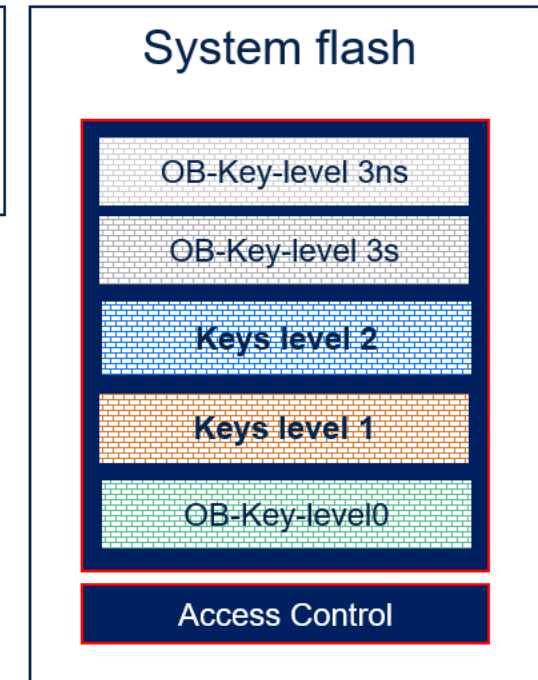 System flash
OB-Key-level 3ns
OB-Key-level 3s
Keys level 2
Keys level 1
OB-Key-level0
Access Control